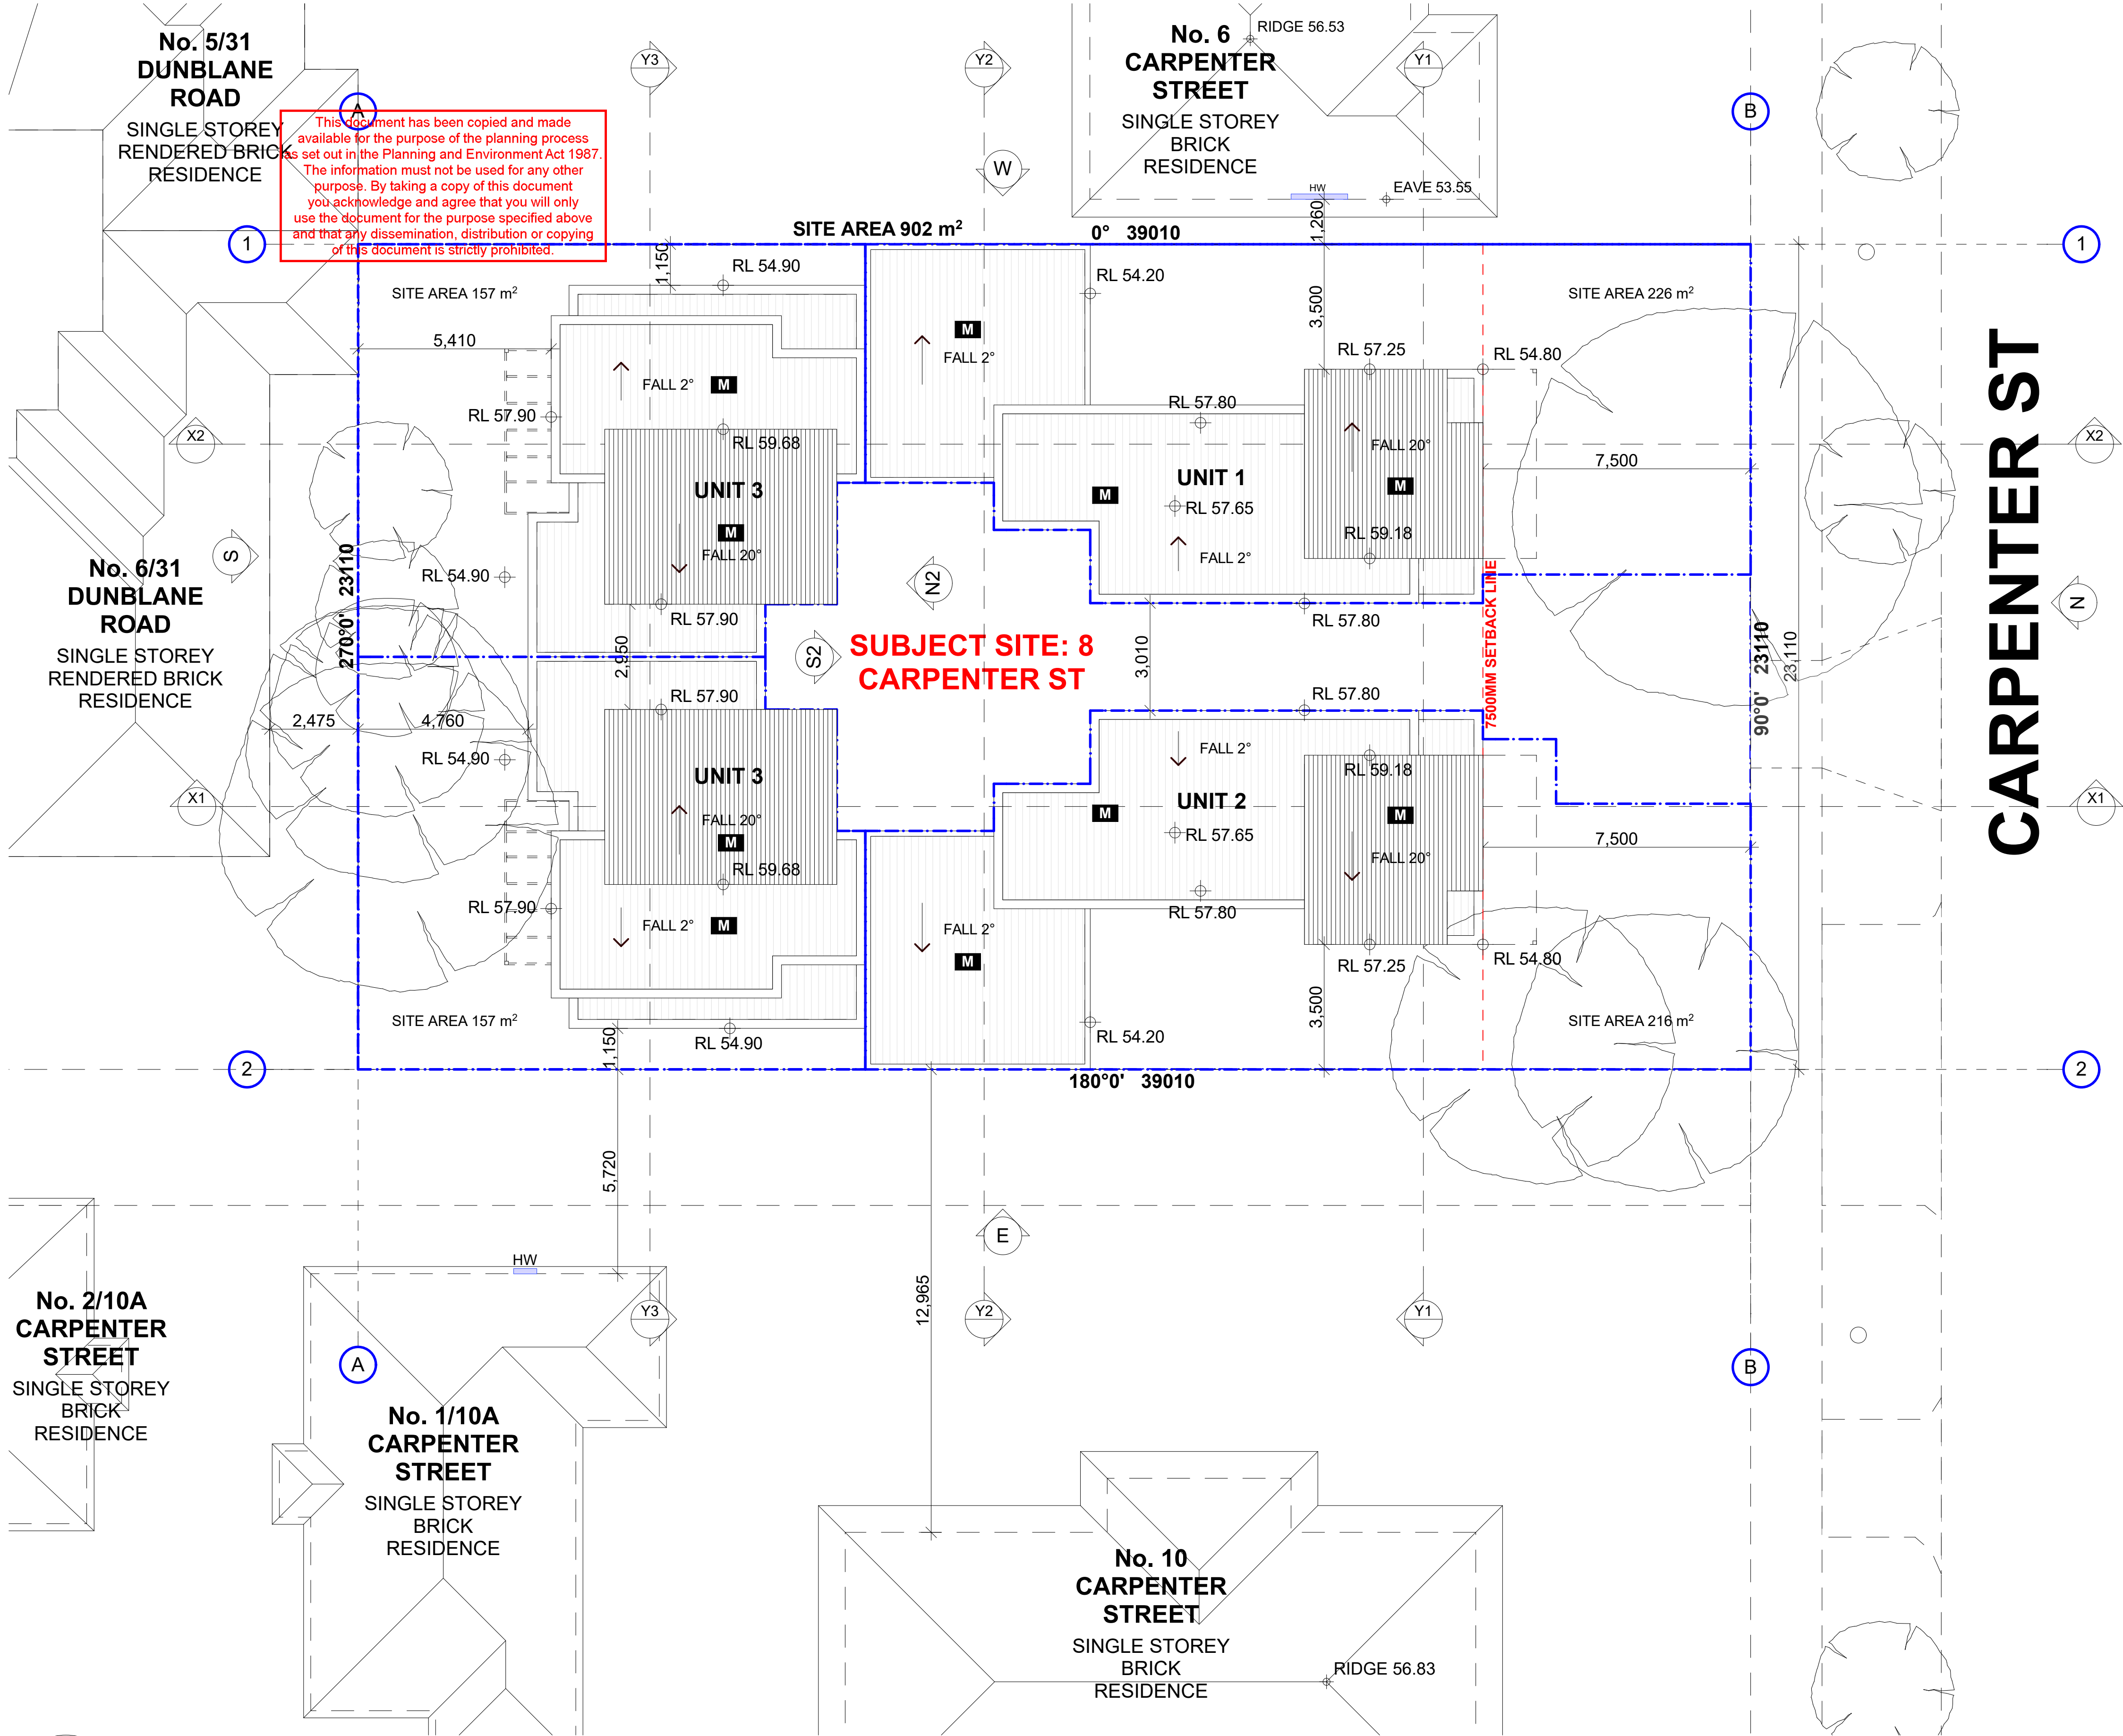 No. 5/31
DUNBLANE
ROAD
SINGLE STOREY
RENDERED BRICK
RESIDENCE
A
This document has been copied and made
available for the purpose of the planning process
as set out in the Planning and Environment Act 1987.
The information must not be used for any other
purpose. By taking a copy of this document
you acknowledge and agree that you will only
use the document for the purpose specified above
and that any dissemination, distribution or copying
of this document is strictly prohibited.
Y3
Y2
No. 6
CARPENTER
STREET
SINGLE STOREY
BRICK
RESIDENCE
RIDGE 56.53
Y1
B
W
HW
EAVE 53.55
1,260
1
SITE AREA 902 m²
0° 39010
1
1,150
RL 54.90
RL 54.20
SITE AREA 157 m²
SITE AREA 226 m²
3,500
5,410
M
FALL 2°
RL 57.25
RL 54.80
FALL 2°
M
RL 57.90
RL 57.80
X2
RL 59.68
FALL 20°
X2
7,500
UNIT 3
UNIT 1
M
M
RL 57.65
M
RL 59.18
FALL 20°
FALL 2°
S
N2
No. 6/31
DUNBLANE
ROAD
SINGLE STOREY
RENDERED BRICK
RESIDENCE
RL 54.90
270°0' 23110
RL 57.90
RL 57.80
N
2,950
S2
SUBJECT SITE: 8
CARPENTER ST
3,010
7500MM SETBACK LINE
90°0' 23110
23,110
CARPENTER ST
RL 57.90
RL 57.80
2,475
4,760
RL 54.90
FALL 2°
RL 59.18
UNIT 3
X1
UNIT 2
X1
FALL 20°
M
M
M
RL 57.65
7,500
RL 59.68
FALL 20°
RL 57.90
RL 57.80
FALL 2°
M
FALL 2°
M
RL 57.25
RL 54.80
3,500
SITE AREA 157 m²
SITE AREA 216 m²
1,150
RL 54.90
RL 54.20
2
180°0' 39010
2
5,720
E
HW
12,965
Y3
Y2
Y1
No. 2/10A
CARPENTER
STREET
SINGLE STOREY
BRICK
RESIDENCE
A
B
No. 1/10A
CARPENTER
STREET
SINGLE STOREY
BRICK
RESIDENCE
No. 10
CARPENTER
STREET
SINGLE STOREY
BRICK
RESIDENCE
RIDGE 56.83